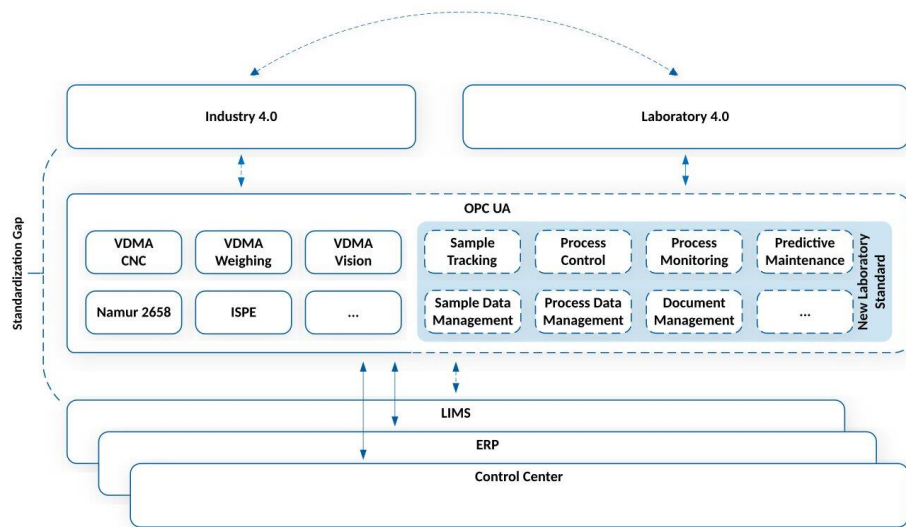 Industry 4.0
Laboratory 4.0
Standardization Gap
OPC UA
VDMA
CNC
VDMA
Weighing
VDMA
Vision
Sample
Tracking
Process
Control
Process
Monitoring
Predictive
Maintenance
Namur 2658
ISPE
...
Sample Data
Management
Process Data
Management
Document
Management
...
New Laboratory
Standard
LIMS
ERP
Control Center